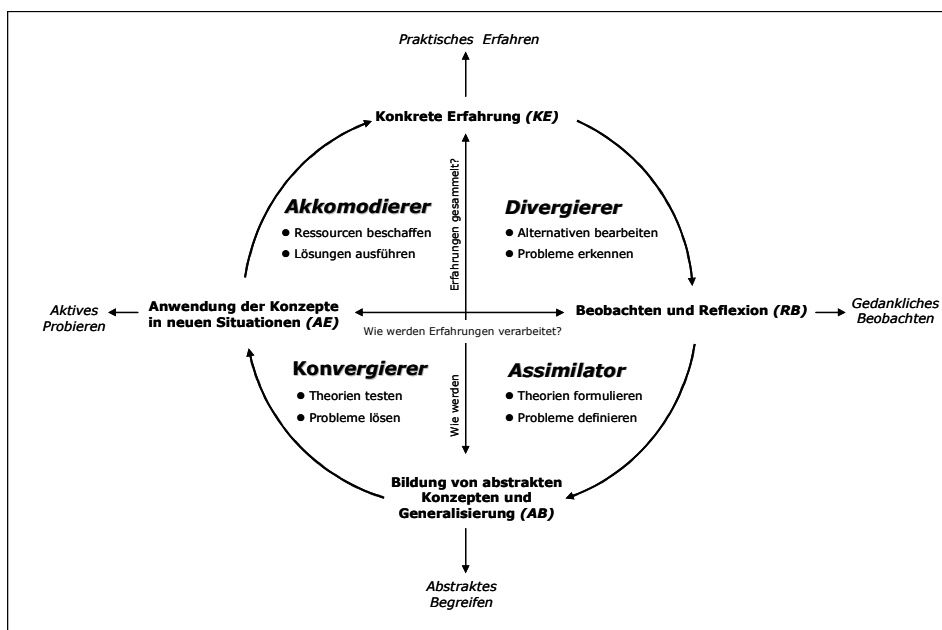 Praktisches Erfahren
Konkrete Erfahrung (KE)
Erfahrungen gesammelt?
Akkomodierer
● Ressourcen beschaffen
● Lösungen ausführen
Divergierer
● Alternativen bearbeiten
● Probleme erkennen
Aktives
Probieren
Anwendung der Konzepte
in neuen Situationen (AE)
Beobachten und Reflexion (RB)
Gedankliches
Beobachten
Wie werden Erfahrungen verarbeitet?
Konvergierer
● Theorien testen
● Probleme lösen
Wie werden
Assimilator
● Theorien formulieren
● Probleme definieren
Bildung von abstrakten
Konzepten und
Generalisierung (AB)
Abstraktes
Begreifen